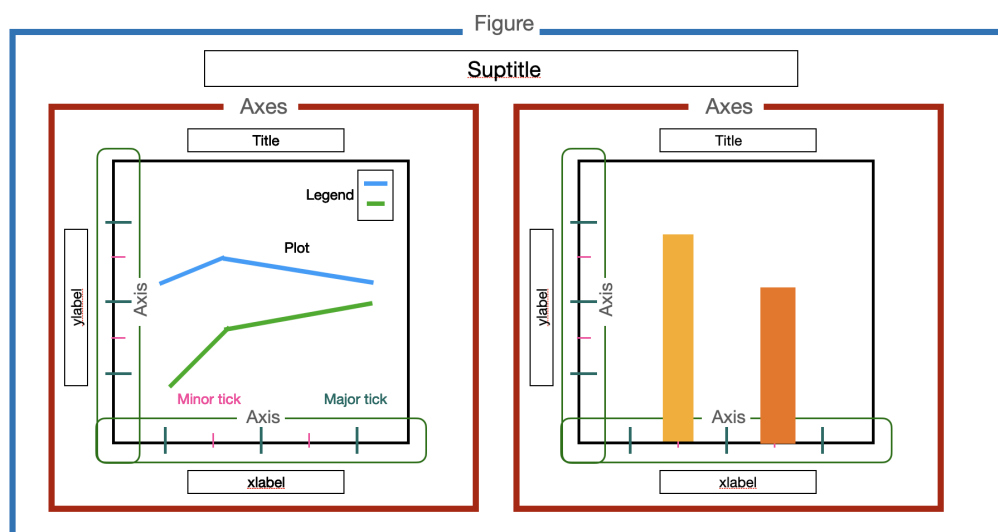 Figure
Suptitle
Axes
Title
Legend
Plot
ylabel
Axis
Minor tick
Major tick
Axis
xlabel
Axes
Title
ylabel
Axis
Axis
xlabel